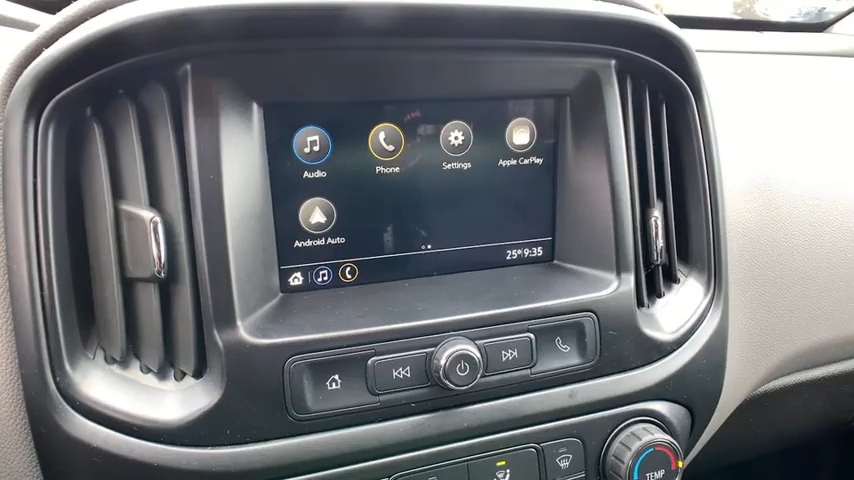 Audio
Phone
Settings
Apple CarPlay
Android Auto
25° 9:35
TEMP